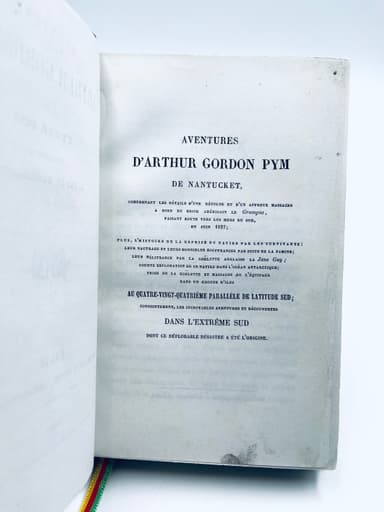 AVENTURES
D'ARTHUR GORDON PYM
DE NANTUCKET,
COMPRENANT LES DÉTAILS D'UNE RÉVOLTE ET D'UN AFFREUX MASSACRE
A BORD DU BRICK AMÉRICAIN LE Grampus,
FAISANT ROUTE VERS LES MERS DU SUD,
EN JUIN 1827;
PLUS, L'HISTOIRE DE LA REPRISE DU NAVIRE PAR LES SURVIVANTS;
LEUR NAUFRAGE ET LEURS HORRIBLES SOUFFRANCES PAR SUITE DE LA FAMINE;
LEUR DÉLIVRANCE PAR LA GOËLETTE ANGLAISE LA Jane Guy;
COURTE EXPLORATION DE CE NAVIRE DANS L'OCÉAN ANTARCTIQUE;
PRISE DE LA GOËLETTE ET MASSACRE DE L'ÉQUIPAGE
DANS UN GROUPE D'ÎLES
AU QUATRE-VINGT-QUATRIÈME PARALLÈLE DE LATITUDE SUD;
CONJOINTEMENT, LES INCROYABLES AVENTURES ET DÉCOUVERTES
DANS L'EXTRÊME SUD
DONT CE DÉPLORABLE DÉSASTRE A ÉTÉ L'ORIGINE.